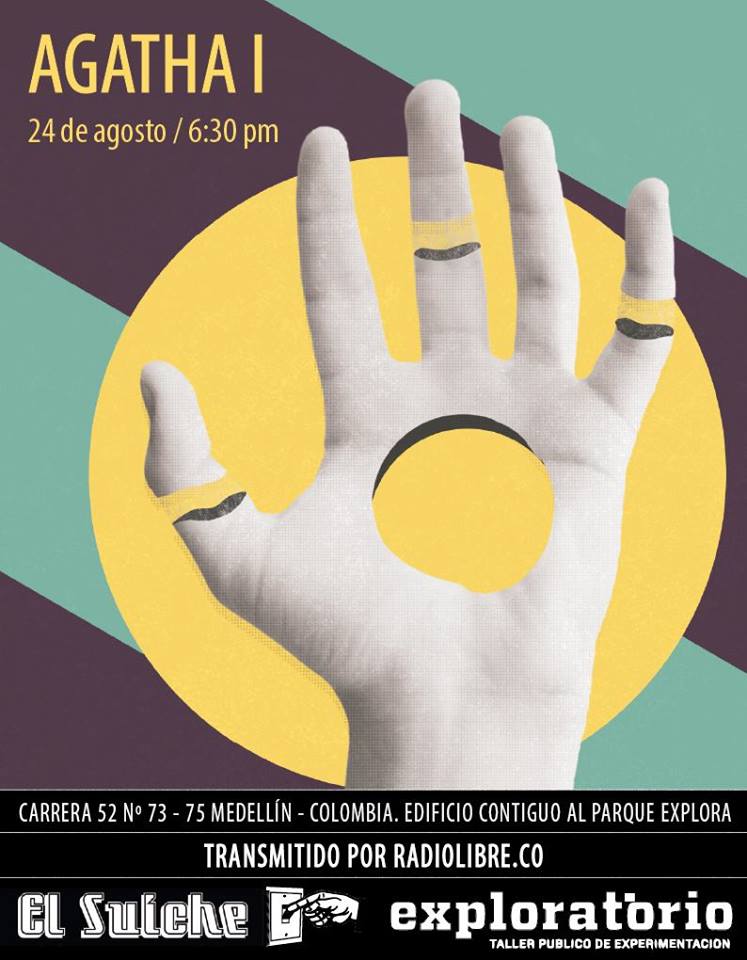 AGATHA I
24 de agosto / 6:30 pm
CARRERA 52 Nº 73 - 75 MEDELLÍN - COLOMBIA. EDIFICIO CONTIGUO AL PARQUE EXPLORA
TRANSMITIDO POR RADIOLIBRE.CO
El Suiche
exploratorio
TALLER PUBLICO DE EXPERIMENTACION